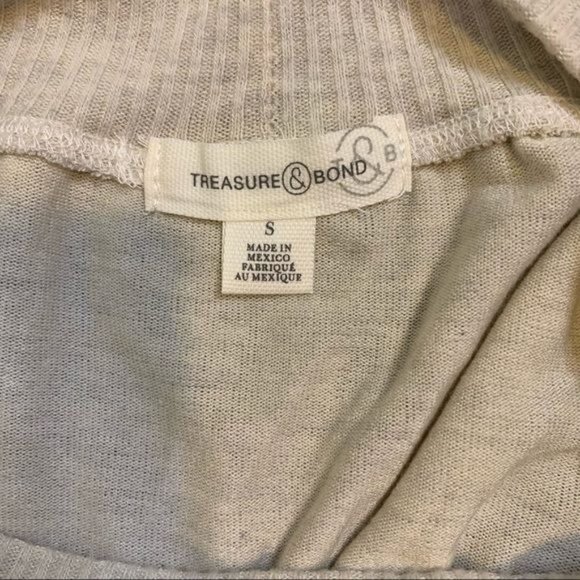 TREASURE & BOND
& B
S
MADE IN
MEXICO
FABRIQUÉ
AU MEXIQUE